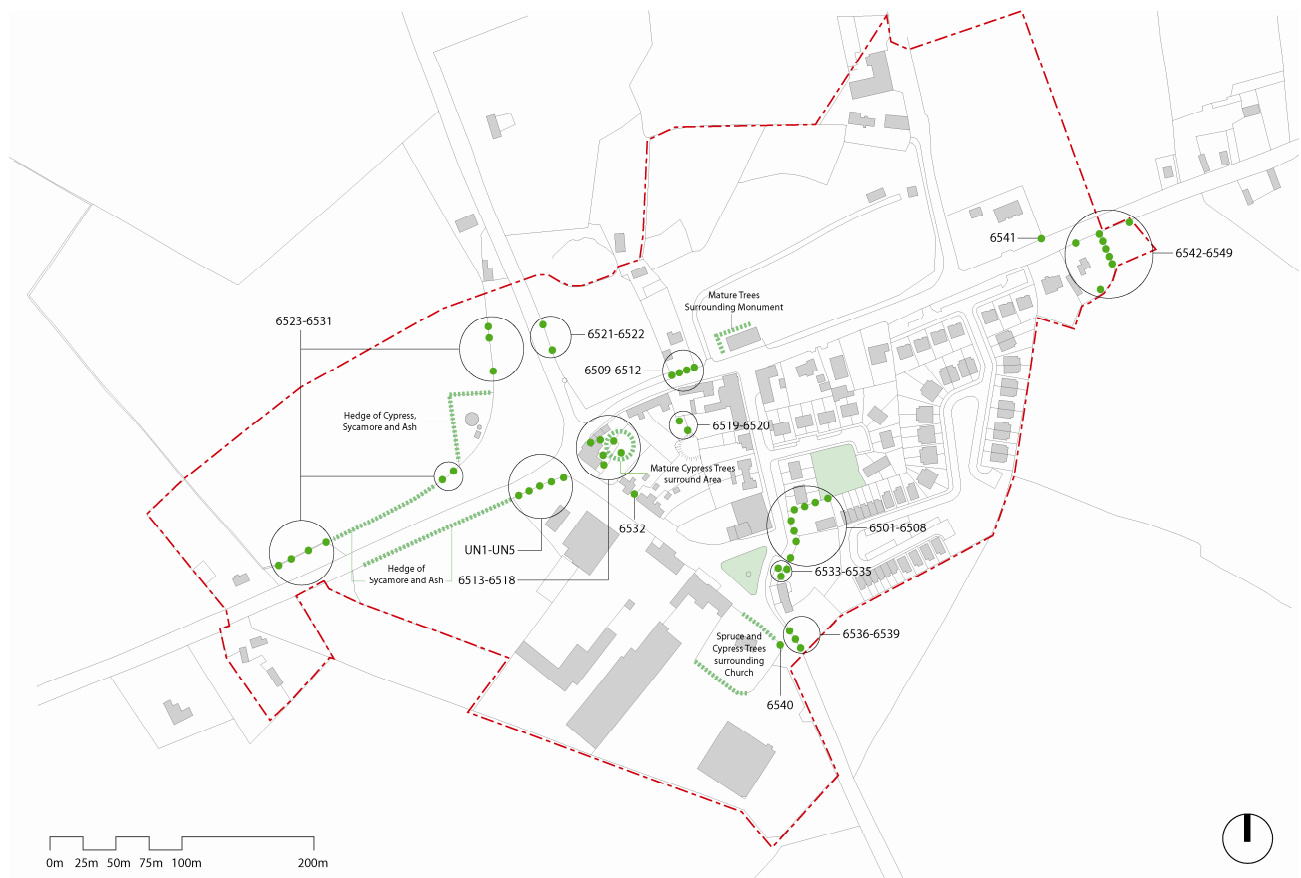 6541
6542-6549
Mature Trees
Surrounding Monument
6523-6531
6521-6522
6509-6512
Hedge of Cypress,
Sycamore and Ash
6519-6520
Mature Cypress Trees
surround Area
6532
6501-6508
UN1-UN5
Hedge of
Sycamore and Ash
6513-6518
6533-6535
6536-6539
Spruce and
Cypress Trees
surrounding
Church
6540
0m 25m 50m 75m 100m 200m